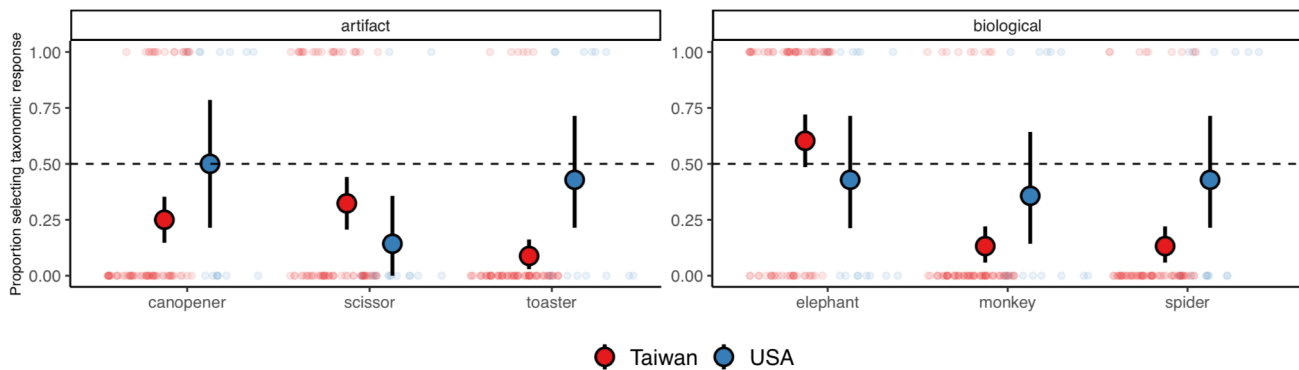 artifact
biological
Proportion selecting taxonomic response
1.00
0.75
0.50
0.25
0.00
1.00
0.75
0.50
0.25
0.00
canopener scissor toaster
elephant monkey spider
Taiwan USA